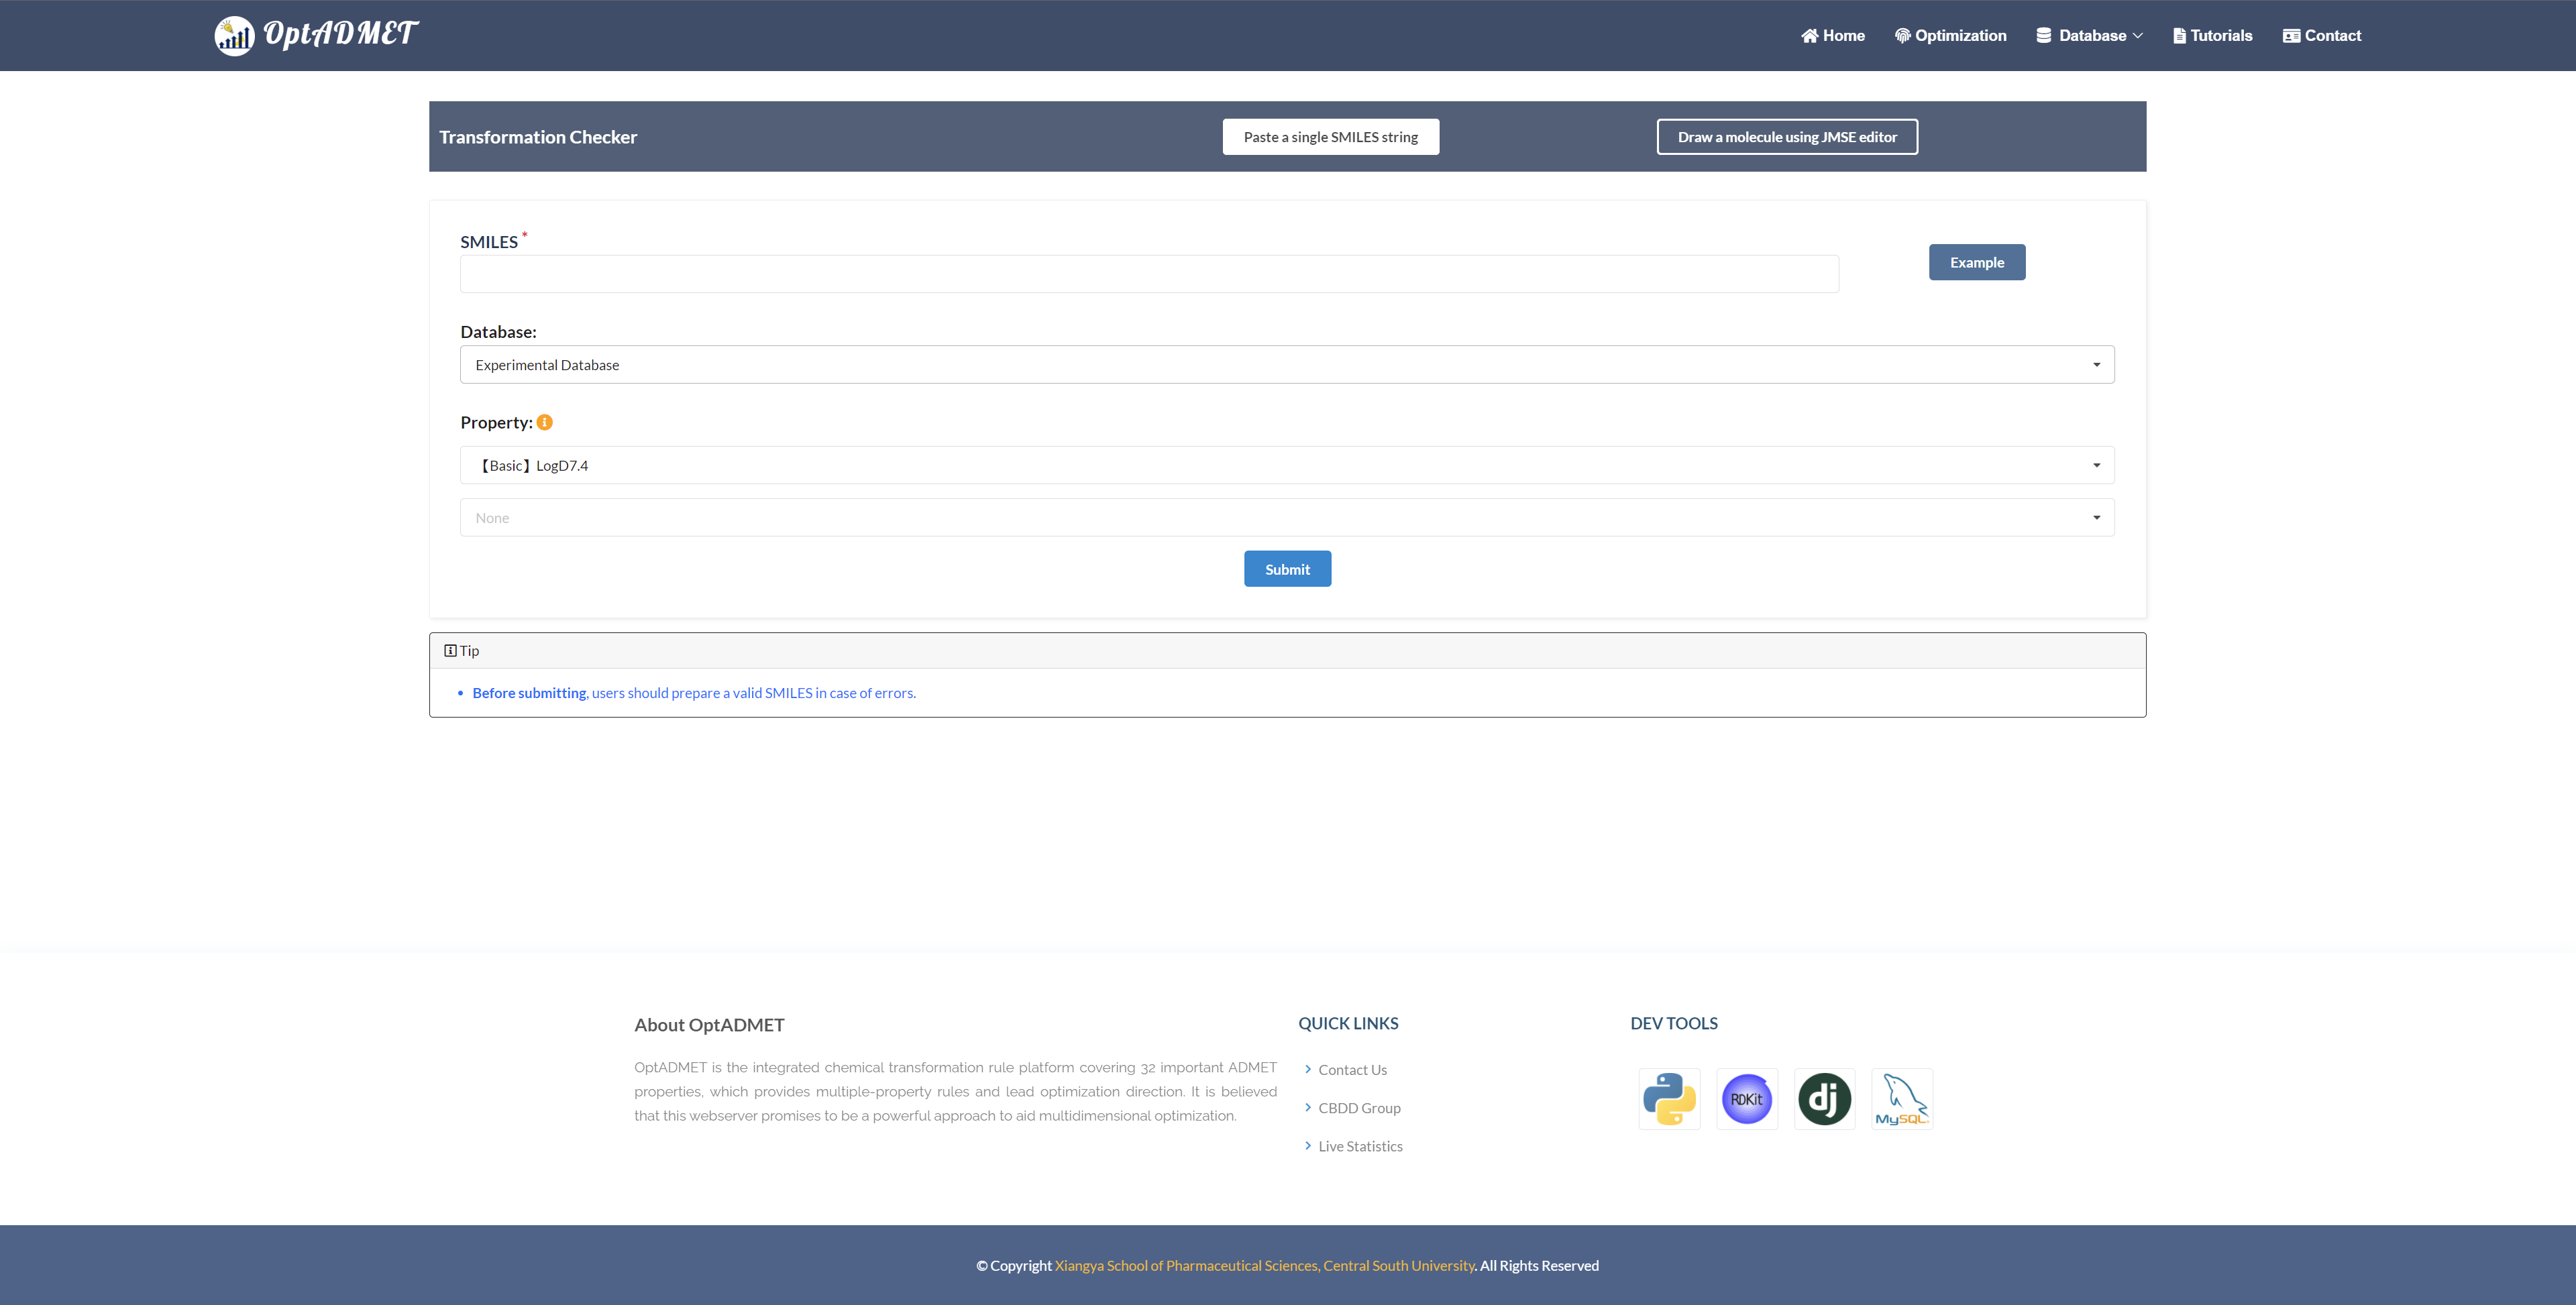 OptADMET
Home
Optimization
Database
Tutorials
Contact
Transformation Checker
Paste a single SMILES string
Draw a molecule using JMSE editor
SMILES *
Example
Database:
Experimental Database
Property:
【Basic】LogD7.4
None
Submit
Tip
Before submitting, users should prepare a valid SMILES in case of errors.
About OptADMET
OptADMET is the integrated chemical transformation rule platform covering 32 important ADMET
properties, which provides multiple-property rules and lead optimization direction. It is believed
that this webserver promises to be a powerful approach to aid multidimensional optimization.
QUICK LINKS
Contact Us
CBDD Group
Live Statistics
DEV TOOLS
RDKit
dj
MySQL
© Copyright Xiangya School of Pharmaceutical Sciences, Central South University. All Rights Reserved